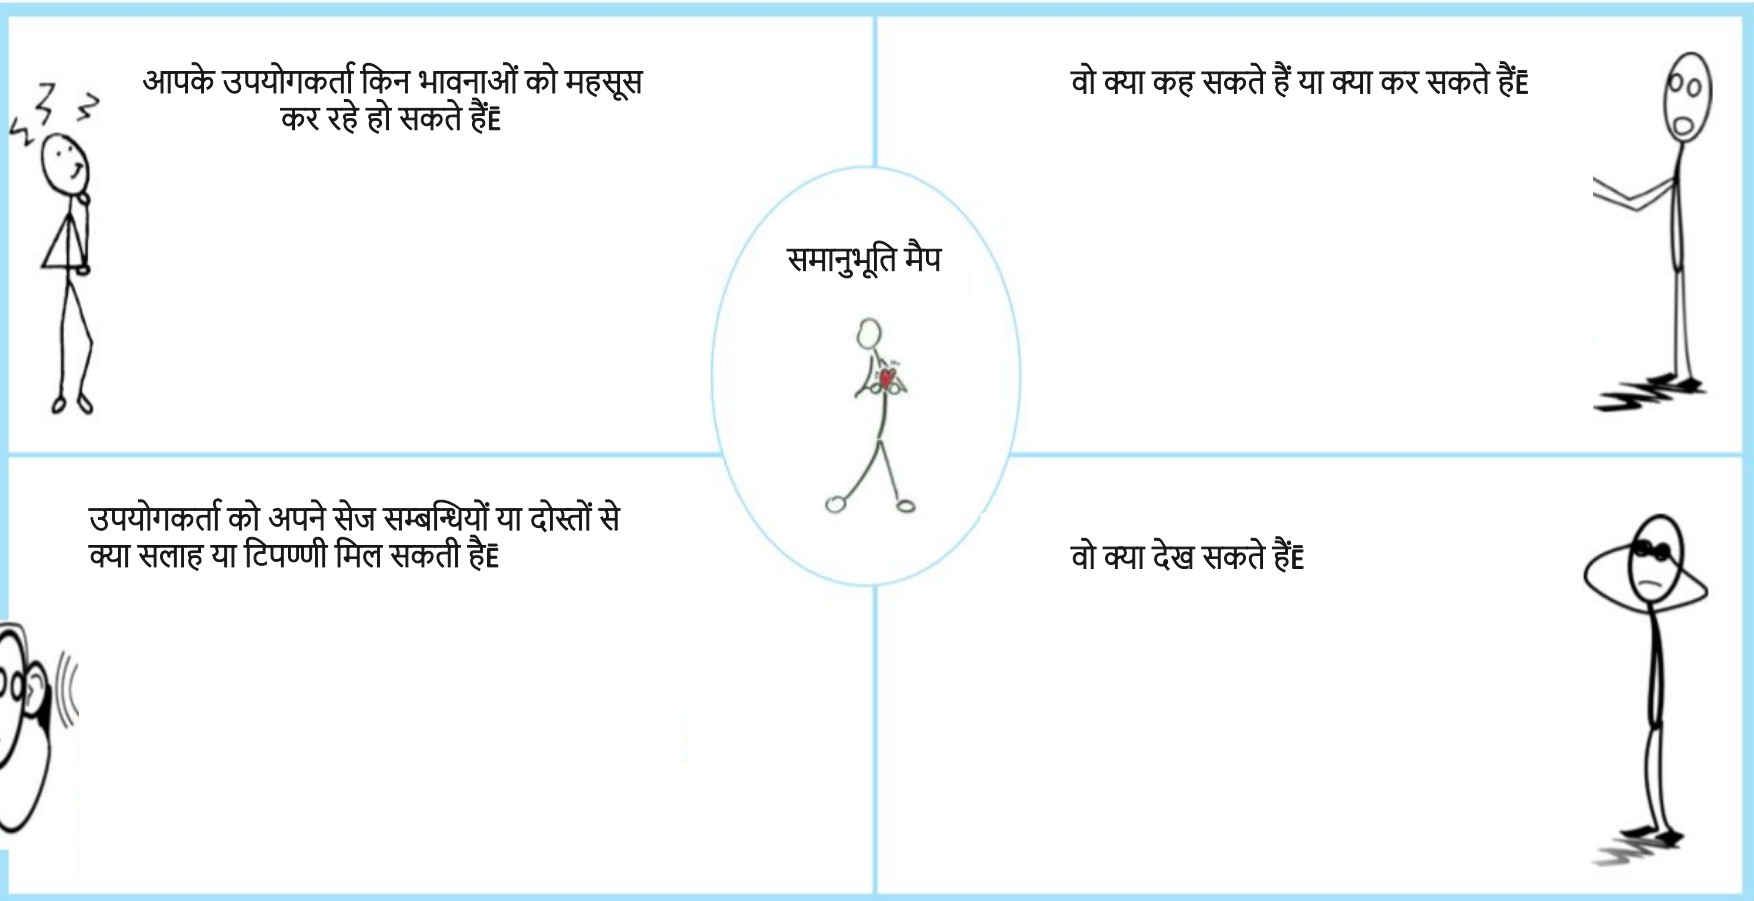 आपके उपयोगकर्ता किन भावनाओं को महसूस
कर रहे हो सकते हैंĒ
वो क्या कह सकते हैं या क्या कर सकते हैंĒ
समानुभूति मैप
उपयोगकर्ता को अपने सेज सम्बन्धियों या दोस्तों से
क्या सलाह या टिपण्णी मिल सकती हैĒ
वो क्या देख सकते हैंĒ